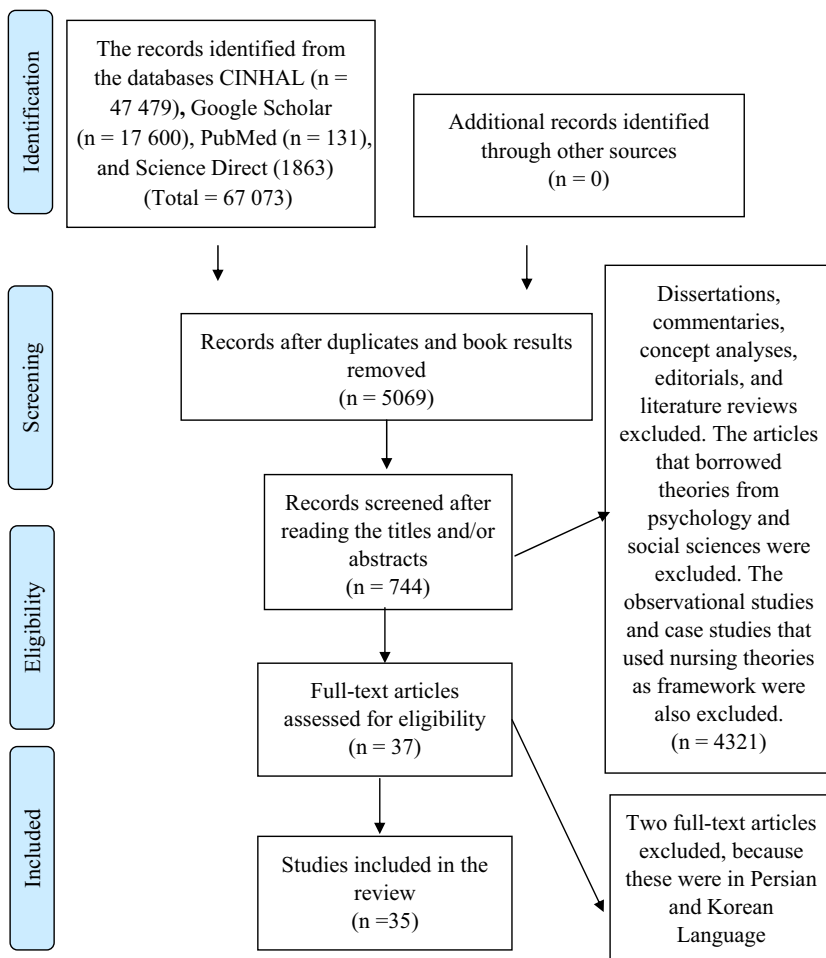 Identification
The records identified from
the databases CINHAL (n =
47 479), Google Scholar
(n = 17 600), PubMed (n = 131),
and Science Direct (1863)
(Total = 67 073)
Additional records identified
through other sources
(n = 0)
Screening
Records after duplicates and book results
removed
(n = 5069)
Records screened after
reading the titles and/or
abstracts
(n = 744)
Dissertations,
commentaries,
concept analyses,
editorials, and
literature reviews
excluded. The articles
that borrowed
theories from
psychology and
social sciences were
excluded. The
observational studies
and case studies that
used nursing theories
as framework were
also excluded.
(n = 4321)
Eligibility
Full-text articles
assessed for eligibility
(n = 37)
Included
Studies included in the
review
(n =35)
Two full-text articles
excluded, because
these were in Persian
and Korean
Language